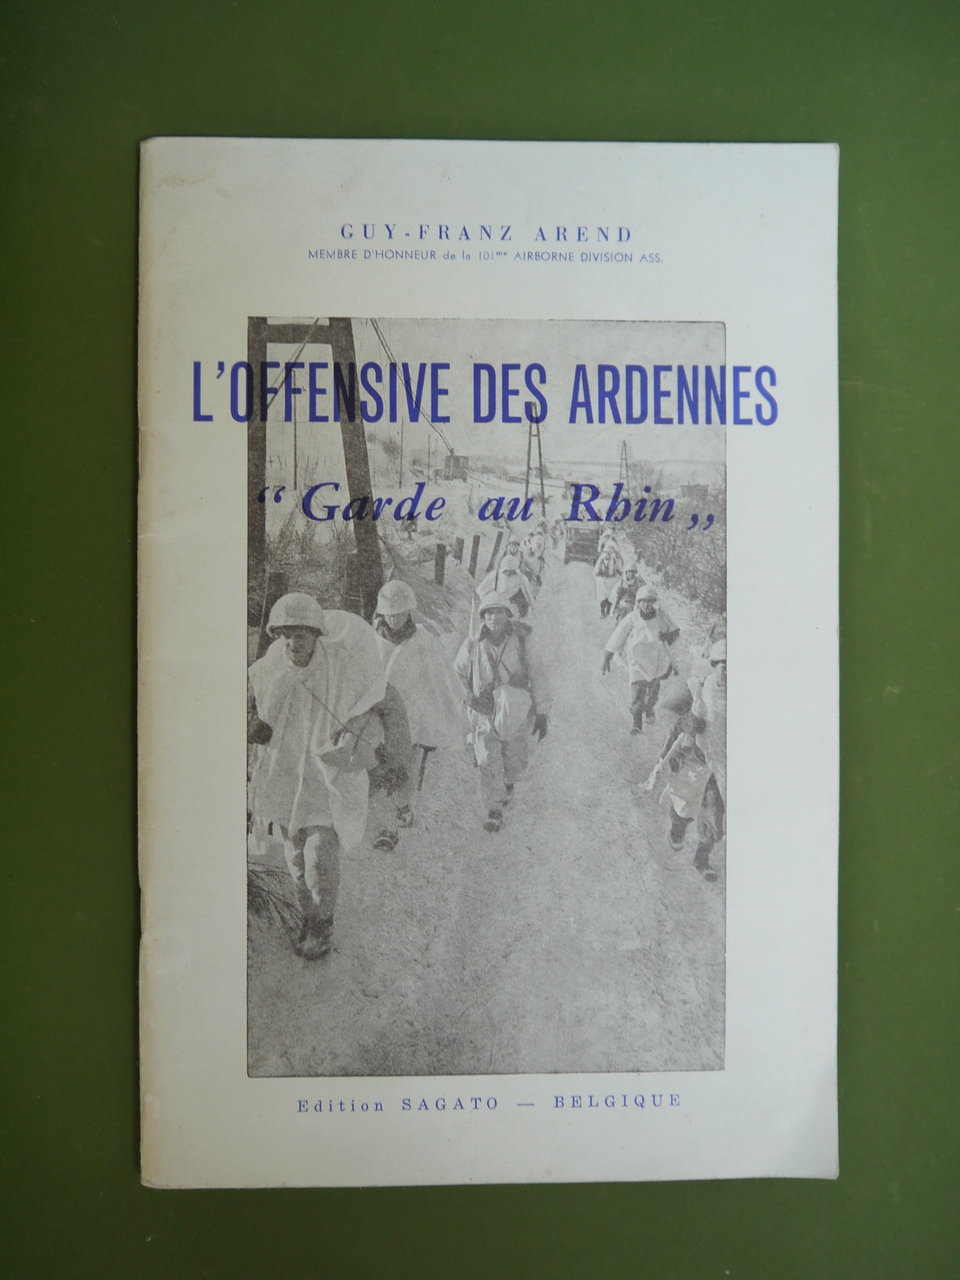 GUY-FRANZ AREND
MEMBRE D'HONNEUR de la 101me AIRBORNE DIVISION ASS.
L'OFFENSIVE DES ARDENNES
“ Garde au Rhin „
Edition SAGATO — BELGIQUE